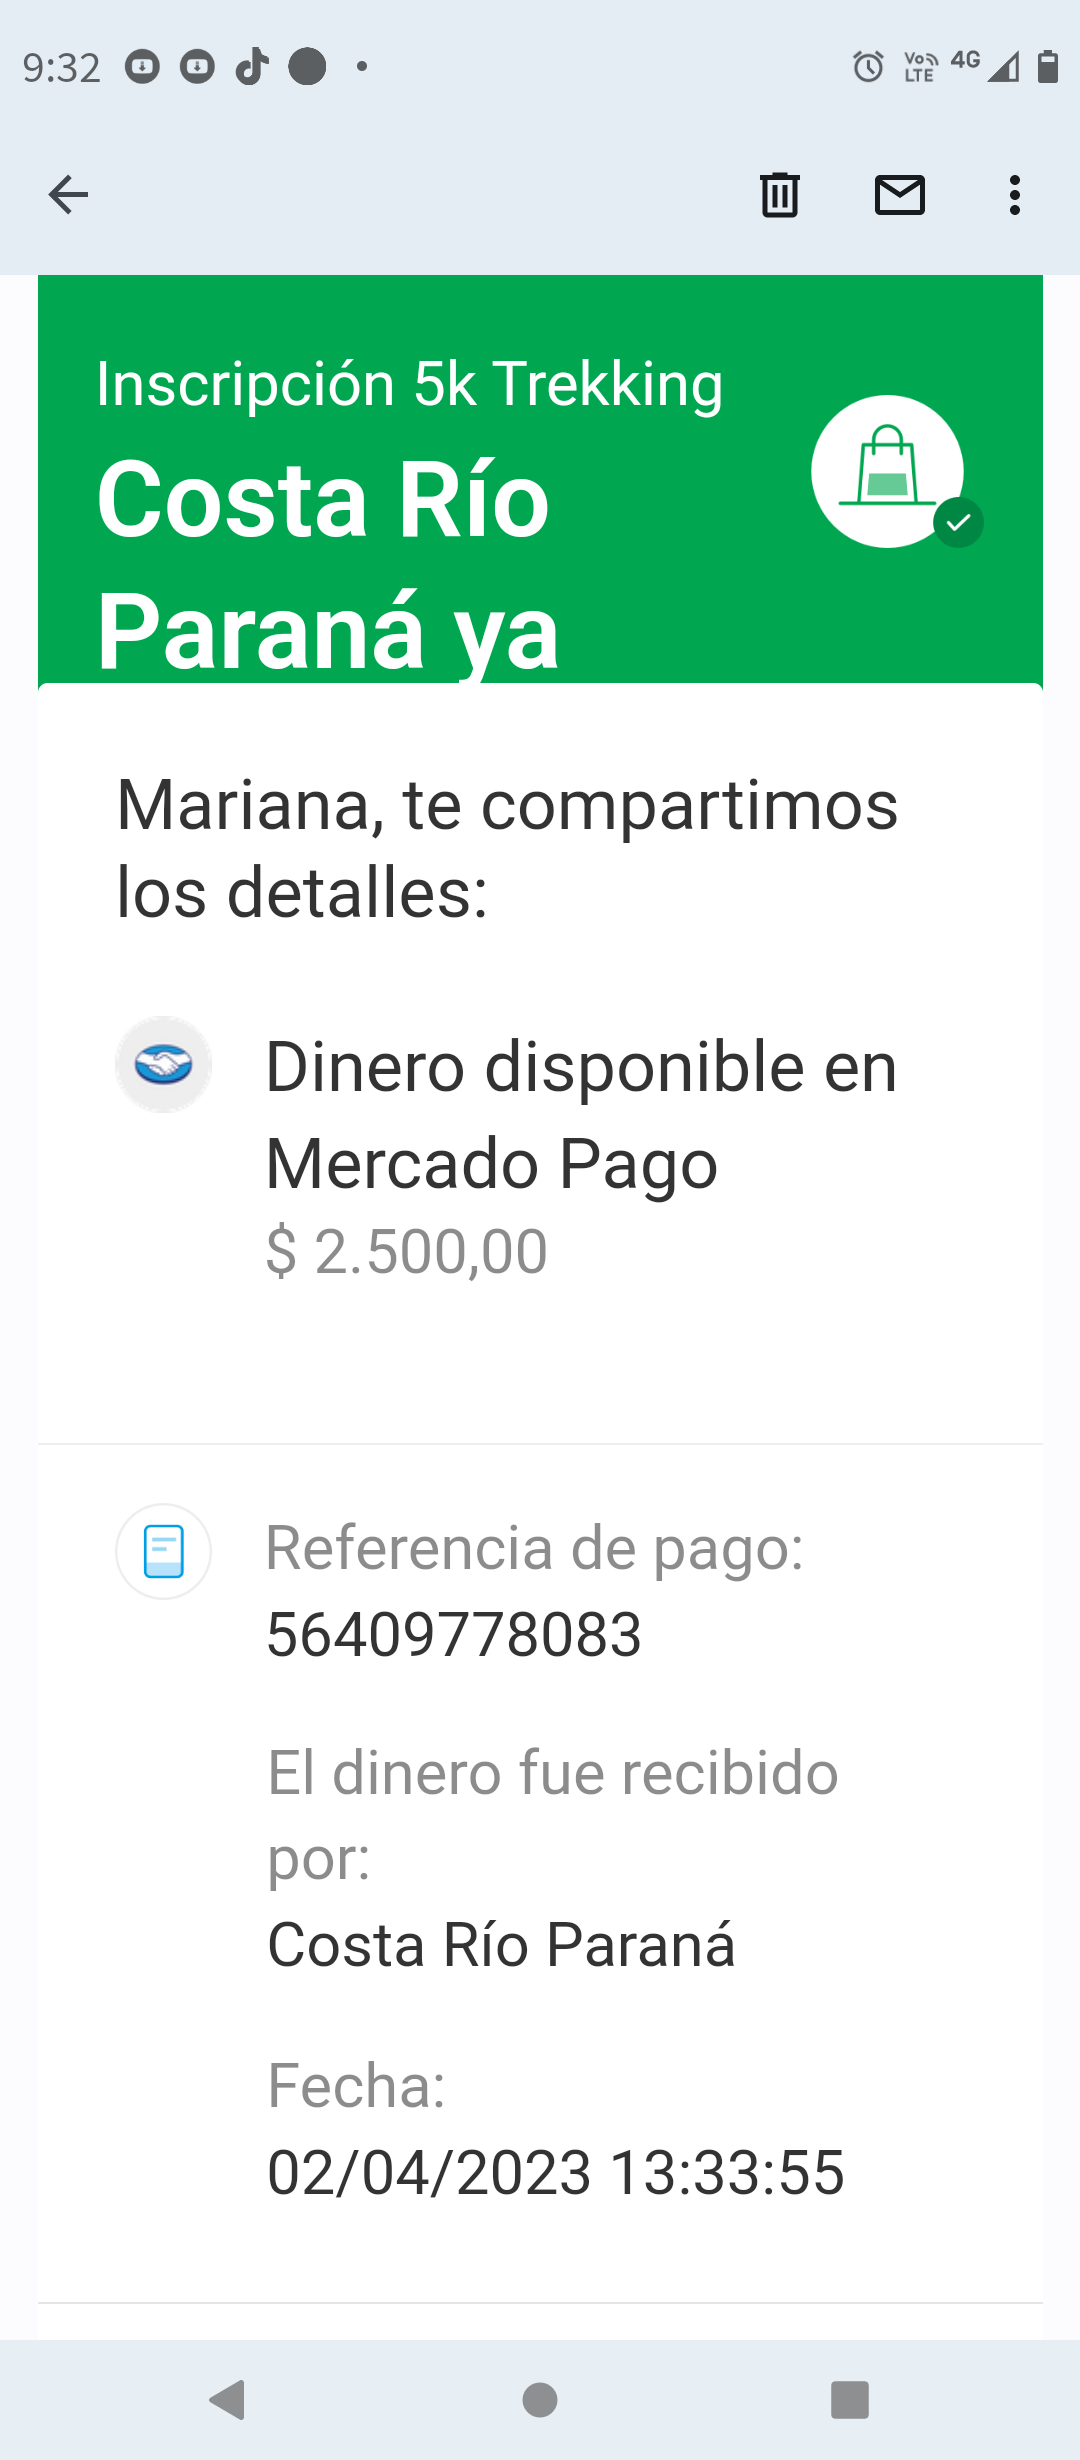 9:32
Vo LTE 4G
Inscripción 5k Trekking
Costa Río
Paraná ya
Mariana, te compartimos
los detalles:
Dinero disponible en
Mercado Pago
$ 2.500,00
Referencia de pago:
56409778083
El dinero fue recibido
por:
Costa Río Paraná
Fecha:
02/04/2023 13:33:55